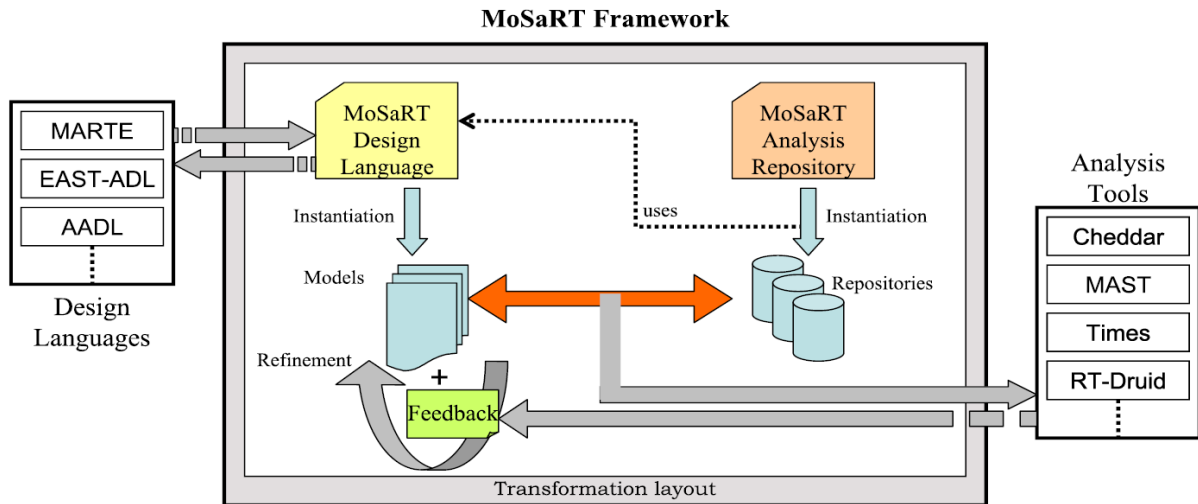 MoSaRT Framework
MARTE
EAST-ADL
AADL
Design
Languages
MoSaRT
Design
Language
MoSaRT
Analysis
Repository
Instantiation
uses
Instantiation
Models
Repositories
Refinement
+
Feedback
Analysis
Tools
Cheddar
MAST
Times
RT-Druid
Transformation layout